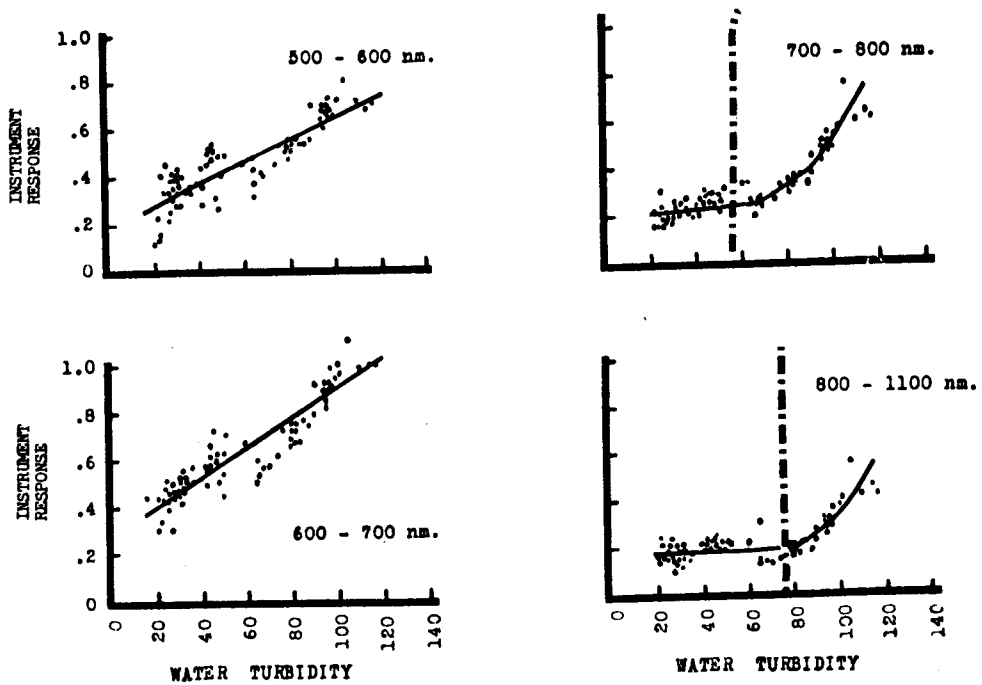 500 - 600 nm.
INSTRUMENT
RESPONSE
1.0
.8
.6
.4
.2
0
700 - 800 nm.
600 - 700 nm.
INSTRUMENT
RESPONSE
1.0
.8
.6
.4
.2
0
0 20 40 60 80 100 120 140
WATER TURBIDITY
800 - 1100 nm.
0 20 40 60 80 100 120 140
WATER TURBIDITY